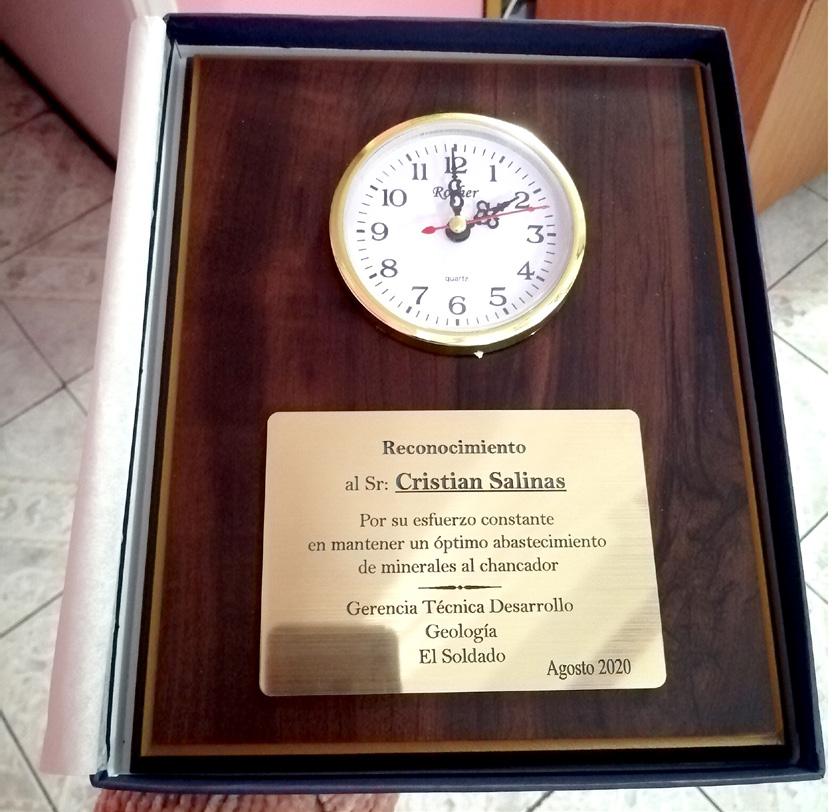 12
11 1
10 2
9 3
8 4
7 5
6
quartz
Reconocimiento
al Sr: Cristian Salinas
Por su esfuerzo constante
en mantener un óptimo abastecimiento
de minerales al chancador
Gerencia Técnica Desarrollo
Geología
El Soldado
Agosto 2020